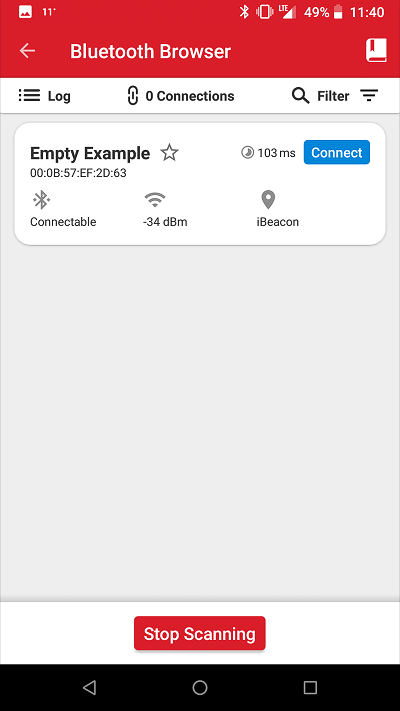 11° LTE 49% 11:40
Bluetooth Browser
Log 0 Connections Filter
Empty Example 103 ms Connect
00:0B:57:EF:2D:63
Connectable -34 dBm iBeacon
Stop Scanning